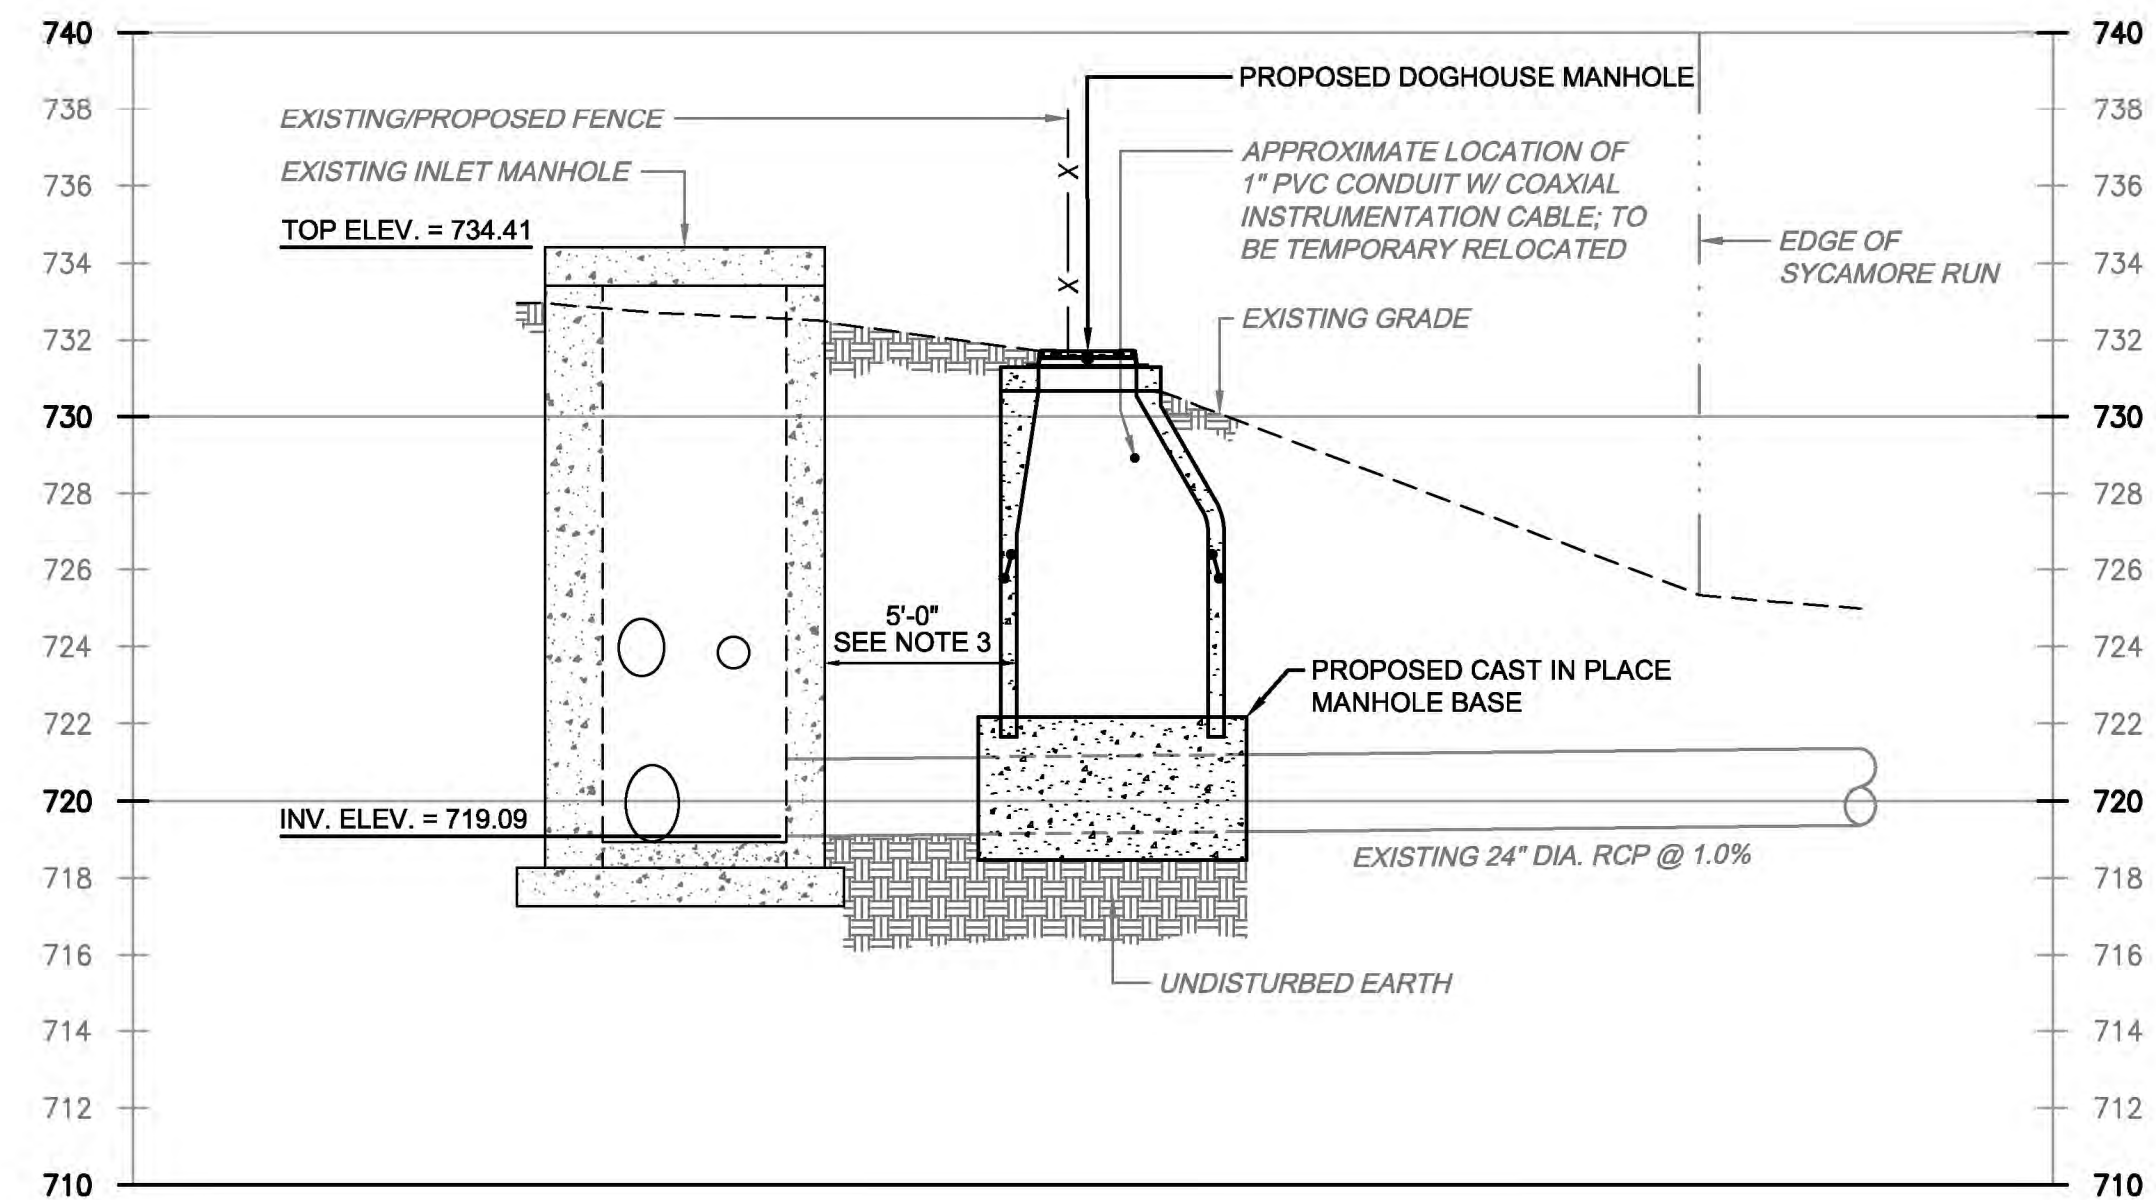 740
738
736
734
732
730
728
726
724
722
720
718
716
714
712
710
EXISTING/PROPOSED FENCE
EXISTING INLET MANHOLE
TOP ELEV. = 734.41
INV. ELEV. = 719.09
X
X
5'-0"
SEE NOTE 3
PROPOSED DOGHOUSE MANHOLE
APPROXIMATE LOCATION OF
1" PVC CONDUIT W/ COAXIAL
INSTRUMENTATION CABLE; TO
BE TEMPORARY RELOCATED
EXISTING GRADE
EDGE OF
SYCAMORE RUN
PROPOSED CAST IN PLACE
MANHOLE BASE
EXISTING 24" DIA. RCP @ 1.0%
UNDISTURBED EARTH
740
738
736
734
732
730
728
726
724
722
720
718
716
714
712
710